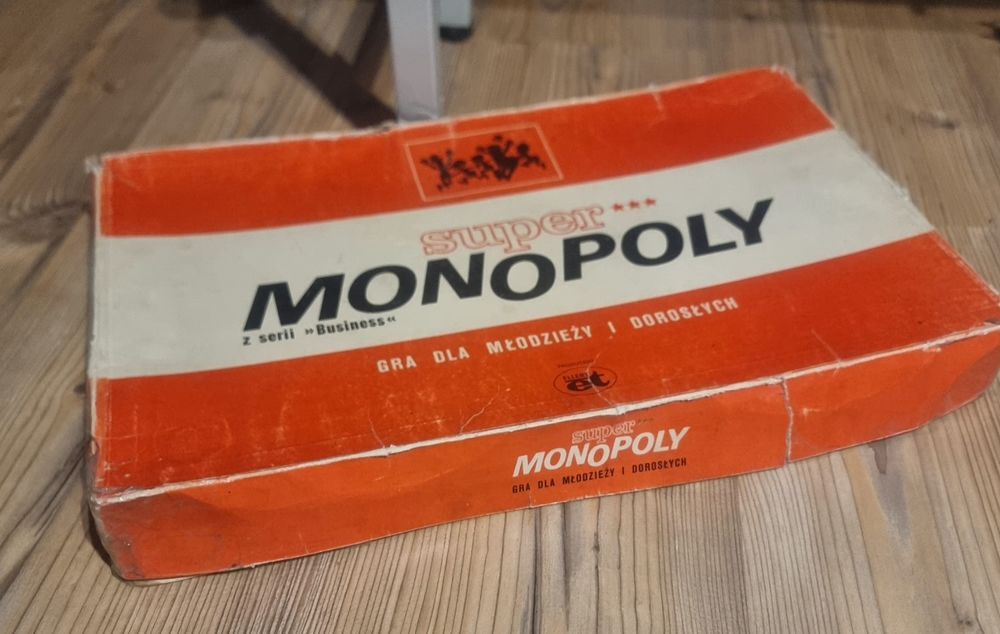 super ***
MONOPOLY
z serii »Business«
GRA DLA MŁODZIEŻY I DOROSŁYCH
et
super
MONOPOLY
GRA DLA MŁODZIEŻY I DOROSŁYCH